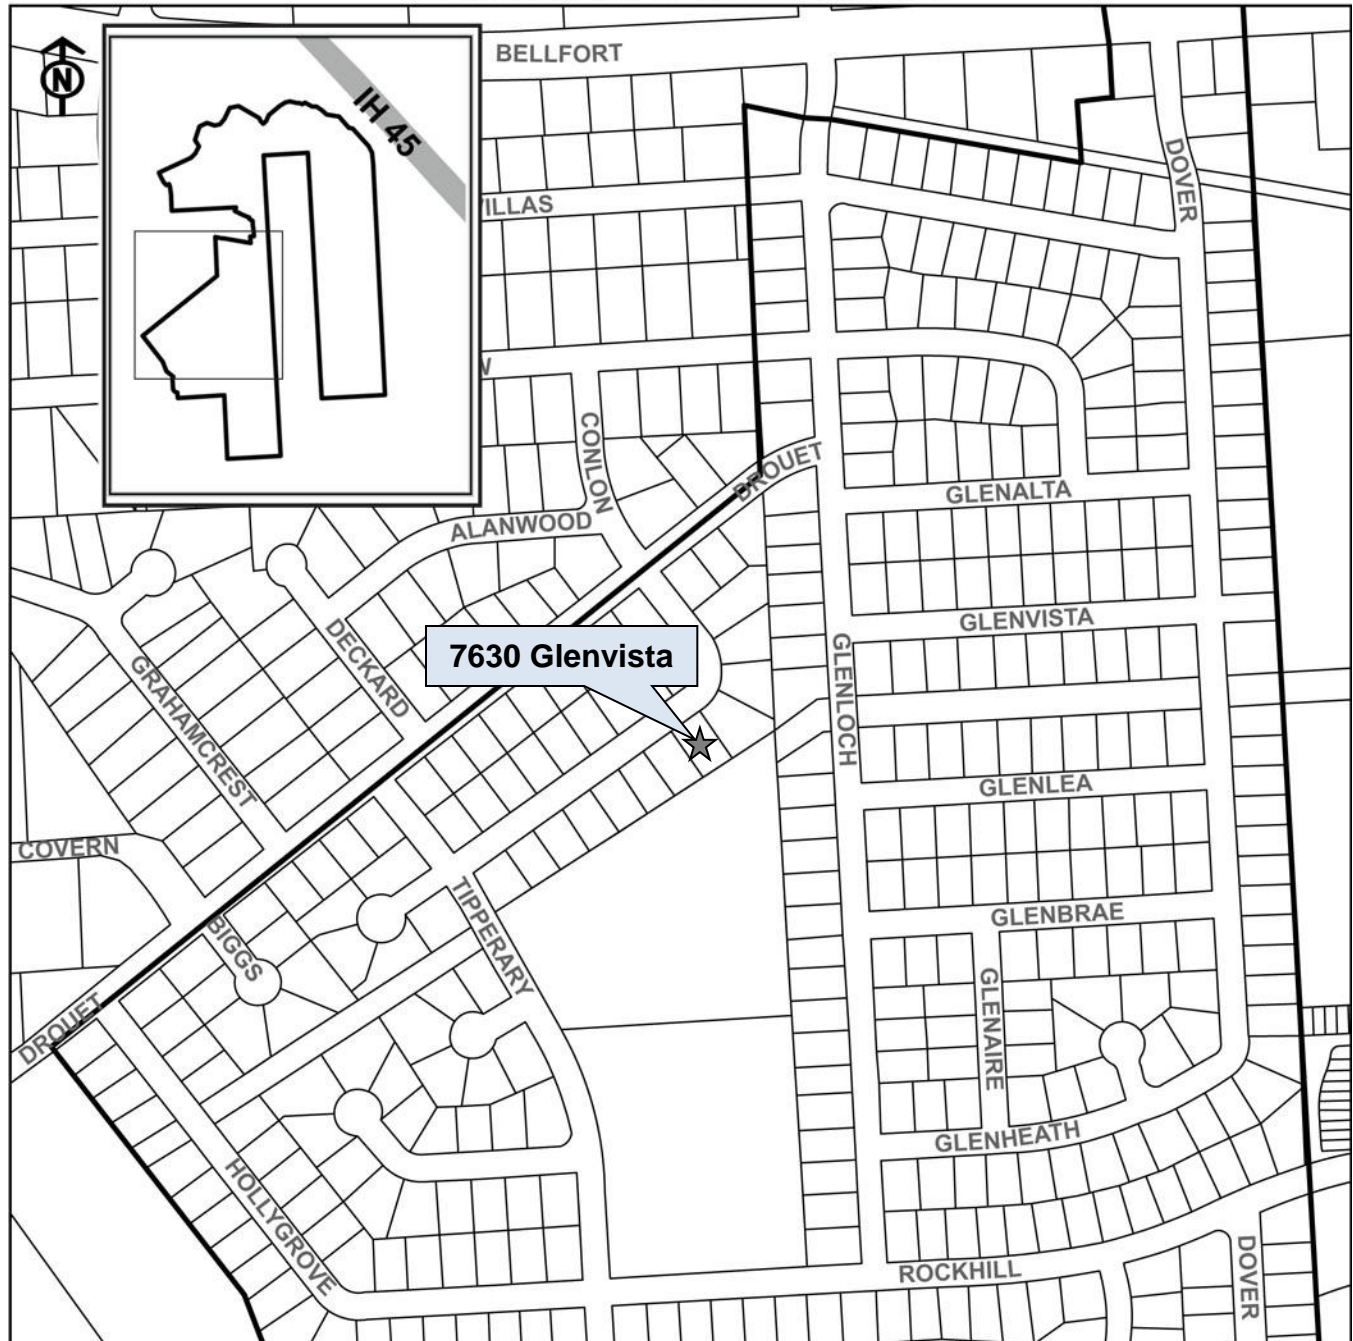 BELLFORT
N
IH 45
DOVER
VILLAS
W
CONLON
DROUET
GLENALTA
ALANWOOD
GLENVISTA
DECKARD
7630 Glenvista
GLENLOCH
GRAHAMCREST
GLENLEA
COVERN
TIPPERARY
GLENBRAE
BIGGS
GLENAIRE
DROUET
GLENHEATH
HOLLYGROVE
ROCKHILL
DOVER